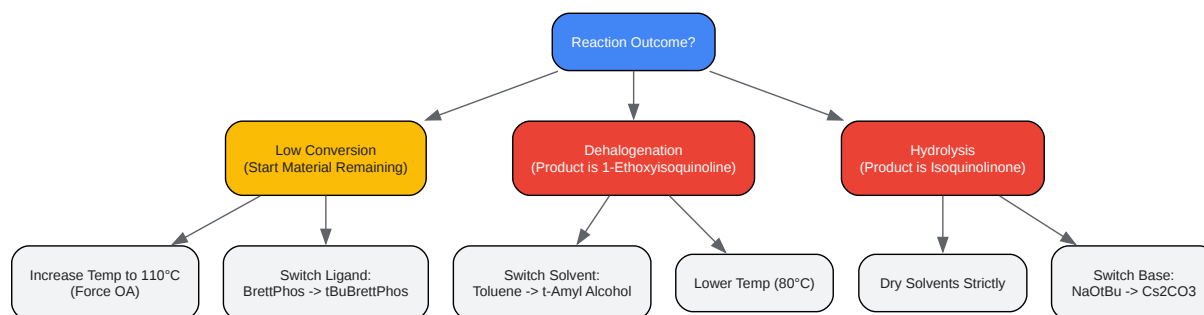 Reaction Outcome?
Low Conversion
(Start Material Remaining)
Dehalogenation
(Product is 1-Ethoxyisoquinoline)
Hydrolysis
(Product is Isoquinolinone)
Increase Temp to 110°C
(Force OA)
Switch Ligand:
BrettPhos -> tBuBrettPhos
Switch Solvent:
Toluene -> t-Amyl Alcohol
Lower Temp (80°C)
Dry Solvents Strictly
Switch Base:
NaOtBu -> Cs2CO3